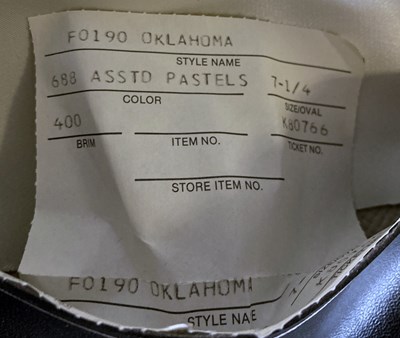 F0190 OKLAHOMA
STYLE NAME
688 ASSTD PASTELS 7-1/4
COLOR SIZE/OVAL
400 K80766
BRIM ITEM NO. TICKET NO.
STORE ITEM NO.
F0190 OKLAHOMA
STYLE NAE